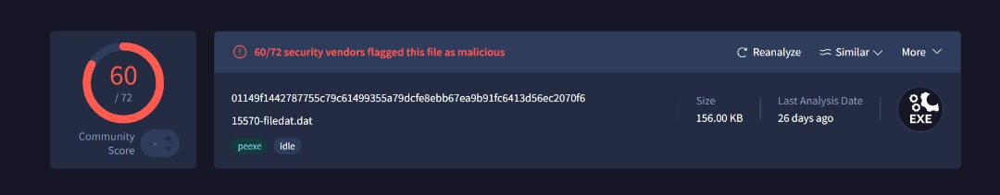 60
/ 72
Community
Score
60/72 security vendors flagged this file as malicious
Reanalyze
Similar
More
01149f1442787755c79c61499355a79dcfe8ebb67ea9b91fc6413d56ec2070f6
15570-filedat.dat
peexe
idle
Size
156.00 KB
Last Analysis Date
26 days ago
EXE